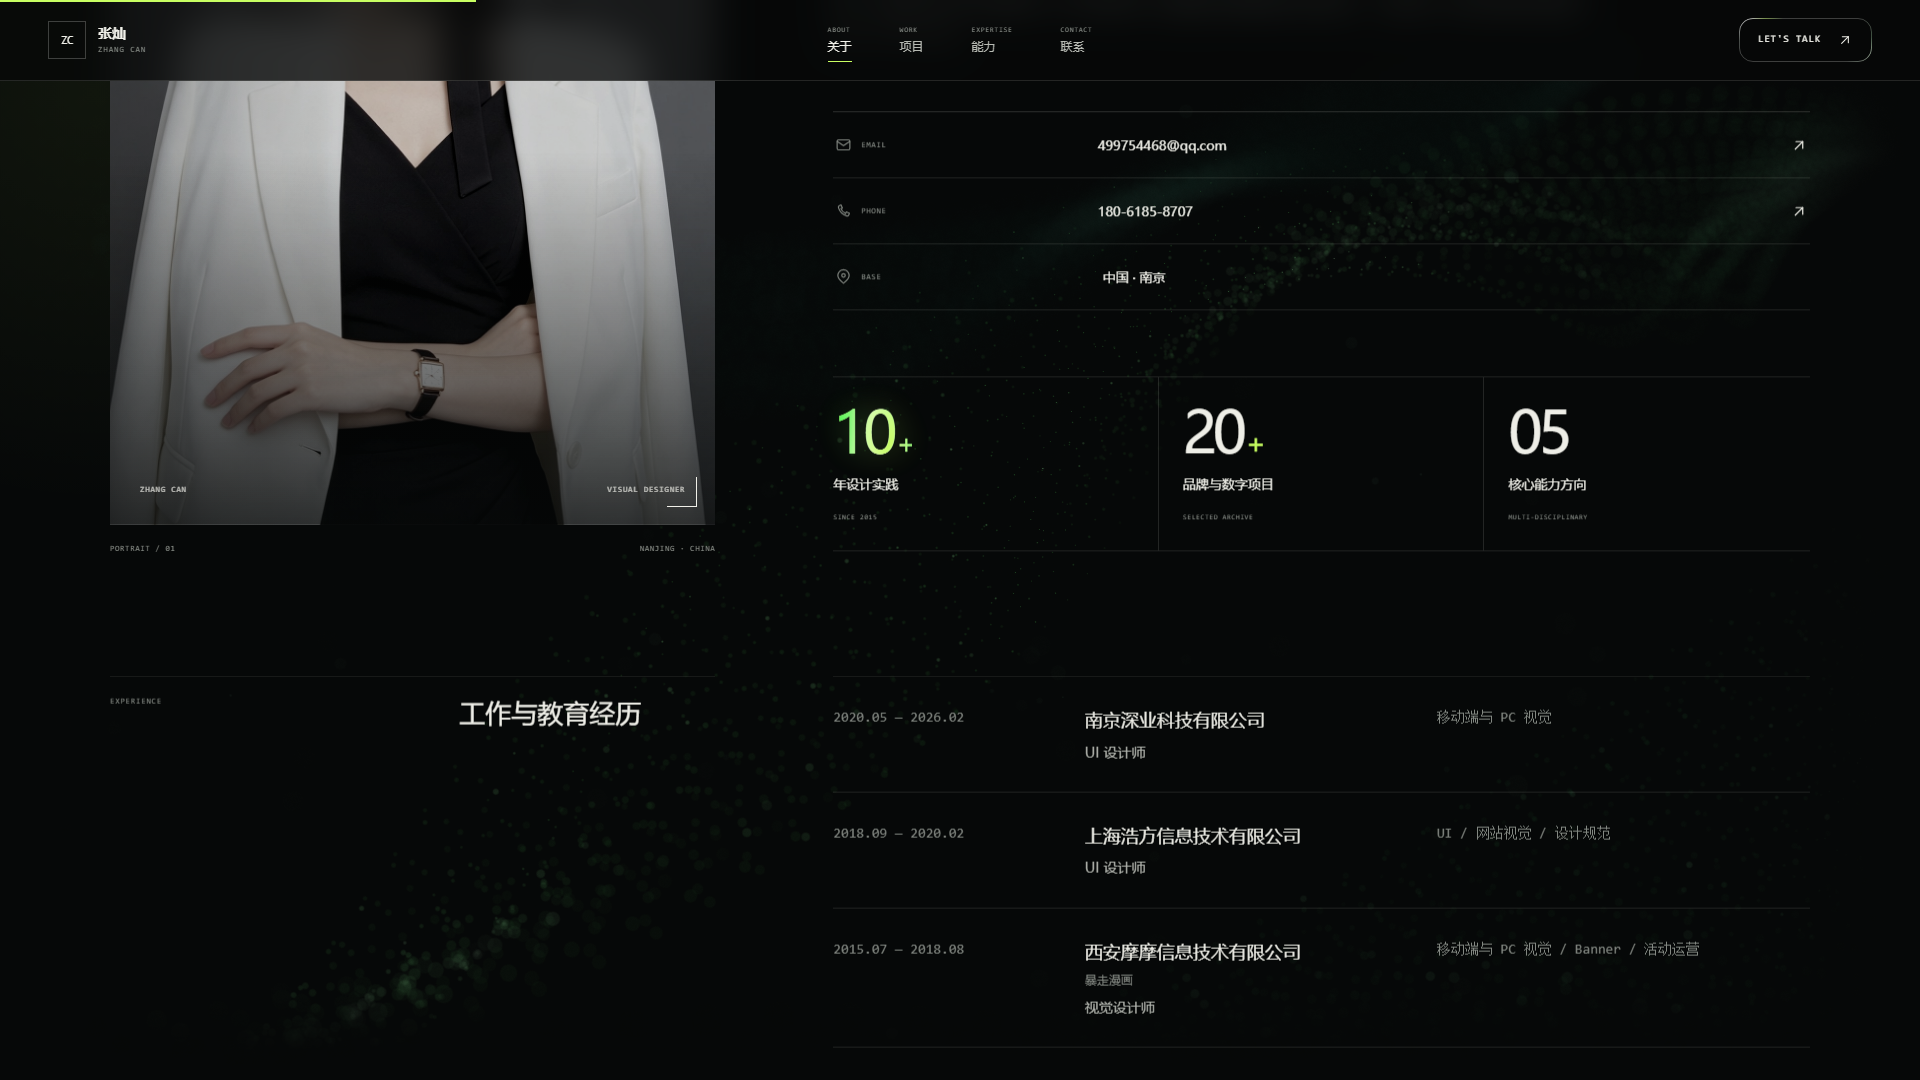 ZC
张灿
ZHANG CAN
ABOUT
关于
WORK
项目
EXPERTISE
能力
CONTACT
联系
LET'S TALK
EMAIL
499754468@qq.com
PHONE
180-6185-8707
BASE
中国 · 南京
10+
年设计实践
SINCE 2015
20+
品牌与数字项目
SELECTED ARCHIVE
05
核心能力方向
MULTI-DISCIPLINARY
ZHANG CAN
VISUAL DESIGNER
PORTRAIT / 01
NANJING · CHINA
EXPERIENCE
工作与教育经历
2020.05 — 2026.02
南京深业科技有限公司
UI 设计师
移动端与 PC 视觉
2018.09 — 2020.02
上海浩方信息技术有限公司
UI 设计师
UI / 网站视觉 / 设计规范
2015.07 — 2018.08
西安摩摩信息技术有限公司
暴走漫画
视觉设计师
移动端与 PC 视觉 / Banner / 活动运营